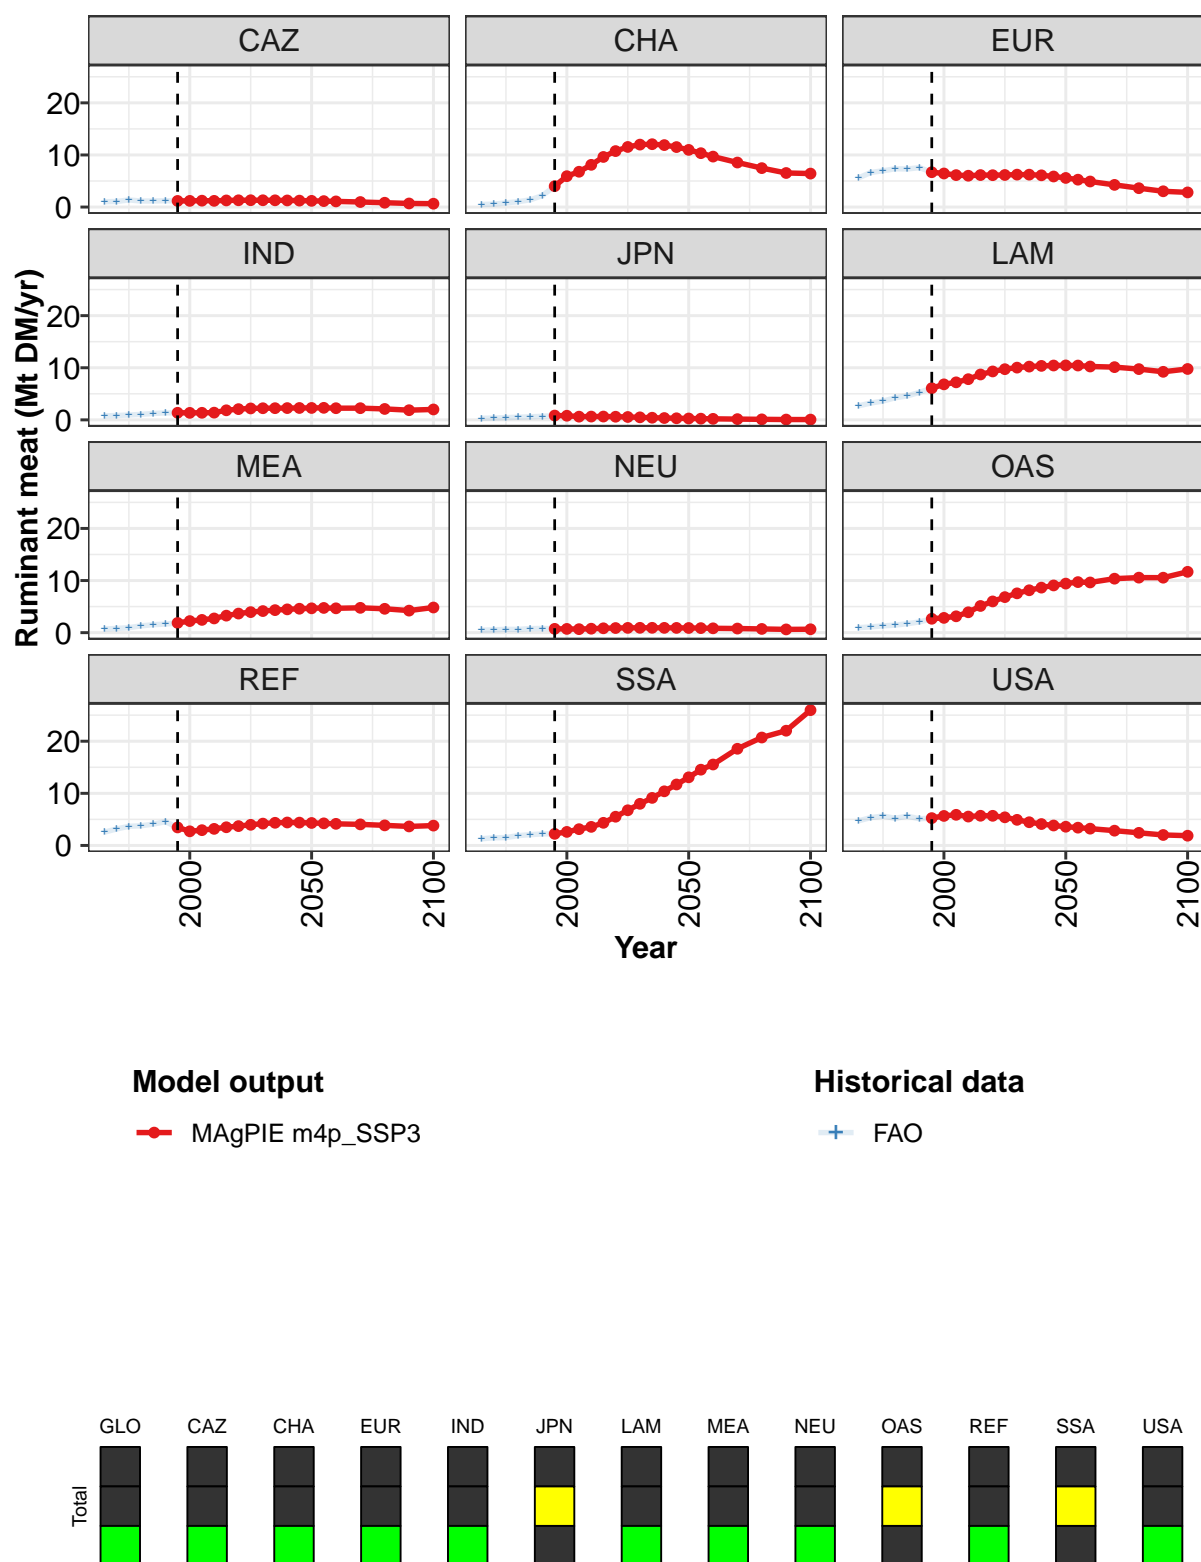 CAZ CHA EUR
20
10
0
IND JPN LAM
20
10
0
MEA NEU OAS
20
10
0
REF SSA USA
20
10
0
2000 2050 2100 2000 2050 2100 2000 2050 2100
Ruminant meat (Mt DM/yr)
Year
Model output
MAgPIE m4p_SSP3
Historical data
FAO
GLO CAZ CHA EUR IND JPN LAM MEA NEU OAS REF SSA USA
Total